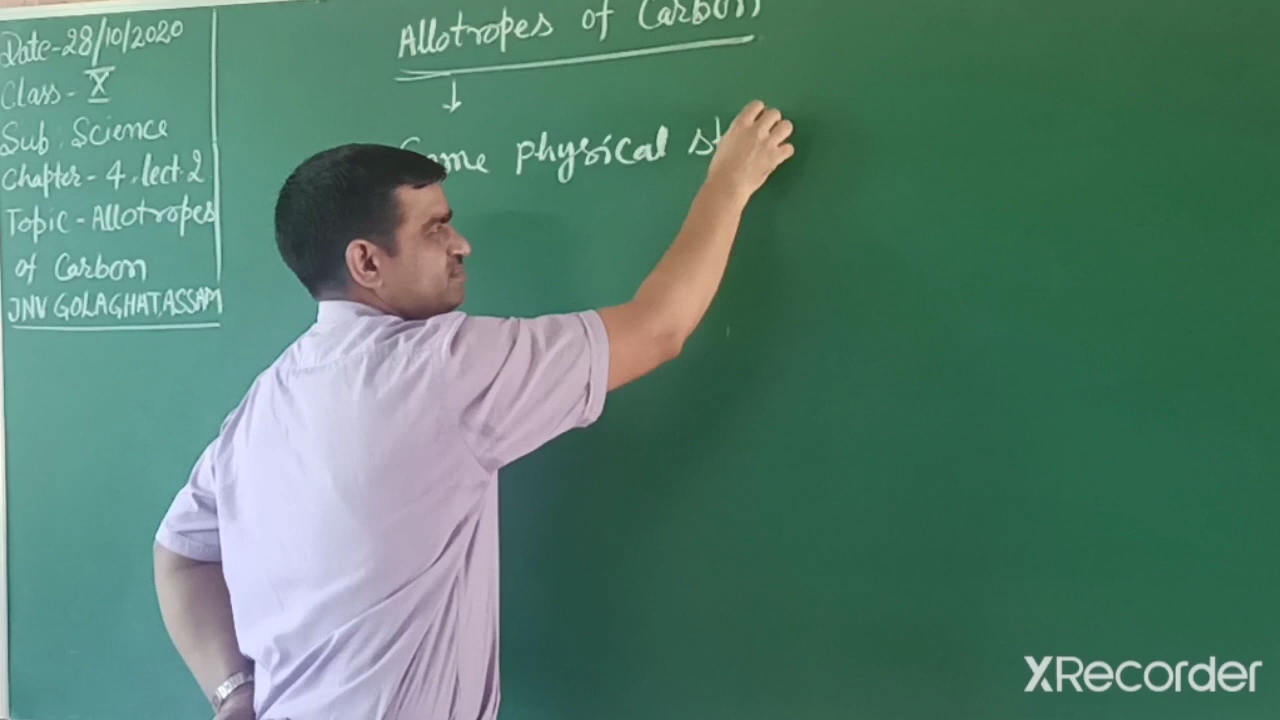 Date-28/10/2020
Class - X
Sub: Science
Chapter - 4. lect. 2
Topic - Allotropes
of Carbon
JNV GOLAGHAT, ASSAM
Allotropes of Carbon
↓
Same physical st
XRecorder